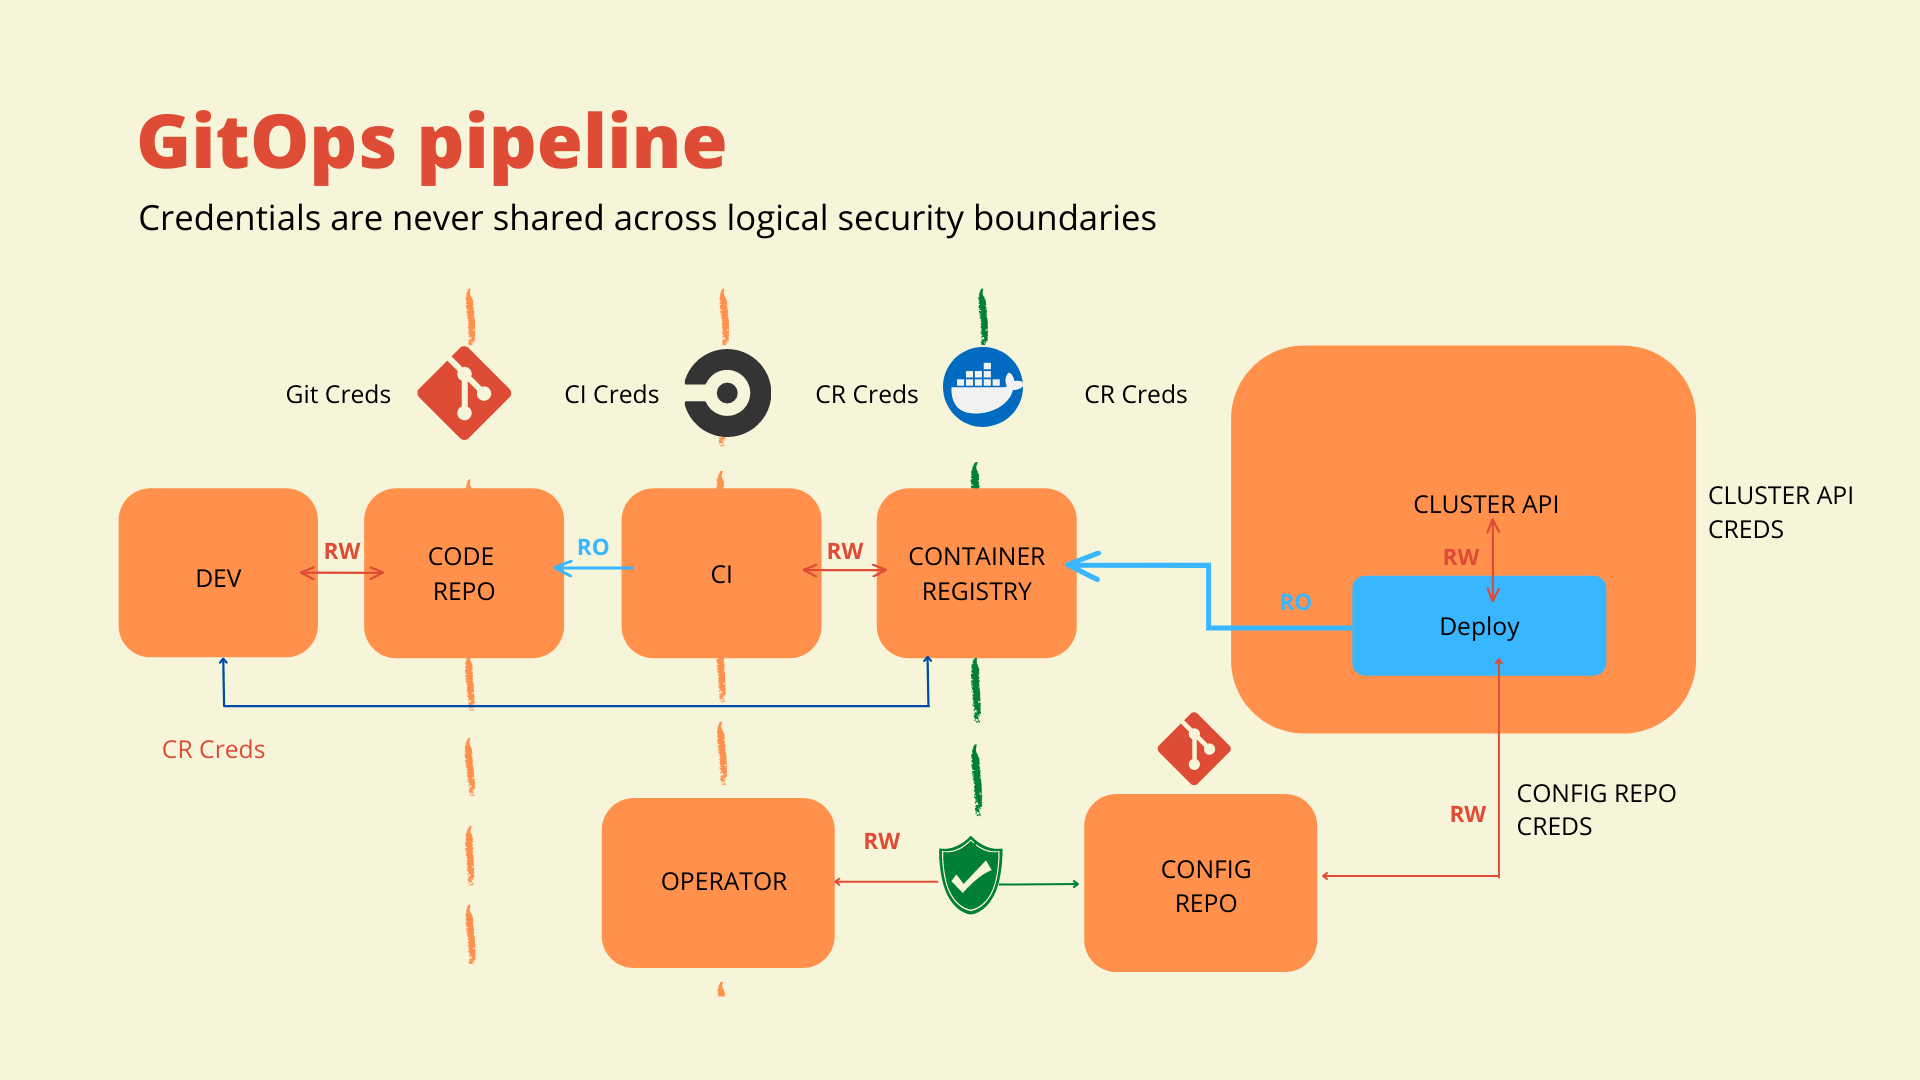 GitOps pipeline
Credentials are never shared across logical security boundaries
Git Creds
CI Creds
CR Creds
CR Creds
CLUSTER API
CREDS
CLUSTER API
RW
Deploy
RO
DEV
RW
CODE
REPO
RO
CI
RW
CONTAINER
REGISTRY
CR Creds
OPERATOR
RW
CONFIG
REPO
RW
CONFIG REPO
CREDS